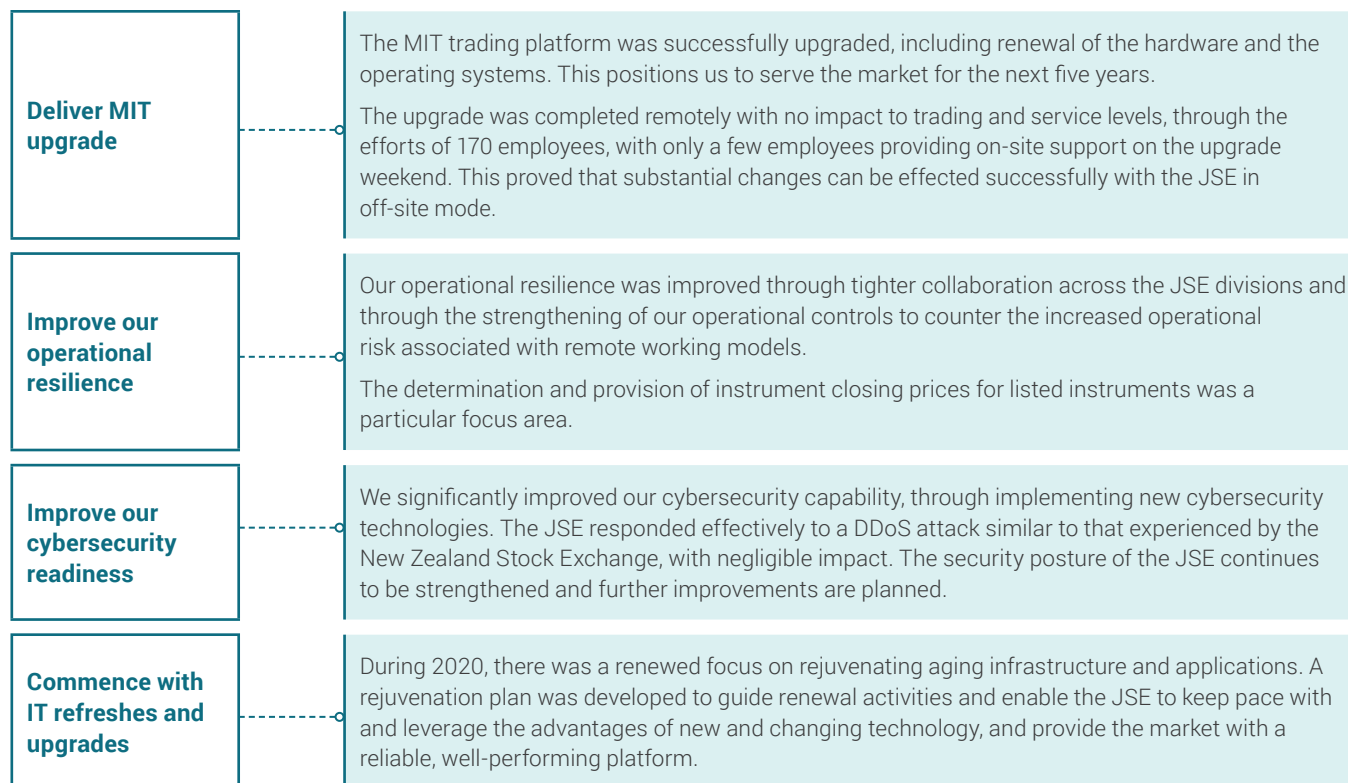 Deliver MIT
upgrade
The MIT trading platform was successfully upgraded, including renewal of the hardware and the
operating systems. This positions us to serve the market for the next five years.
The upgrade was completed remotely with no impact to trading and service levels, through the
efforts of 170 employees, with only a few employees providing on-site support on the upgrade
weekend. This proved that substantial changes can be effected successfully with the JSE in
off-site mode.
Improve our
operational
resilience
Our operational resilience was improved through tighter collaboration across the JSE divisions and
through the strengthening of our operational controls to counter the increased operational
risk associated with remote working models.
The determination and provision of instrument closing prices for listed instruments was a
particular focus area.
Improve our
cybersecurity
readiness
We significantly improved our cybersecurity capability, through implementing new cybersecurity
technologies. The JSE responded effectively to a DDoS attack similar to that experienced by the
New Zealand Stock Exchange, with negligible impact. The security posture of the JSE continues
to be strengthened and further improvements are planned.
Commence with
IT refreshes and
upgrades
During 2020, there was a renewed focus on rejuvenating aging infrastructure and applications. A
rejuvenation plan was developed to guide renewal activities and enable the JSE to keep pace with
and leverage the advantages of new and changing technology, and provide the market with a
reliable, well-performing platform.